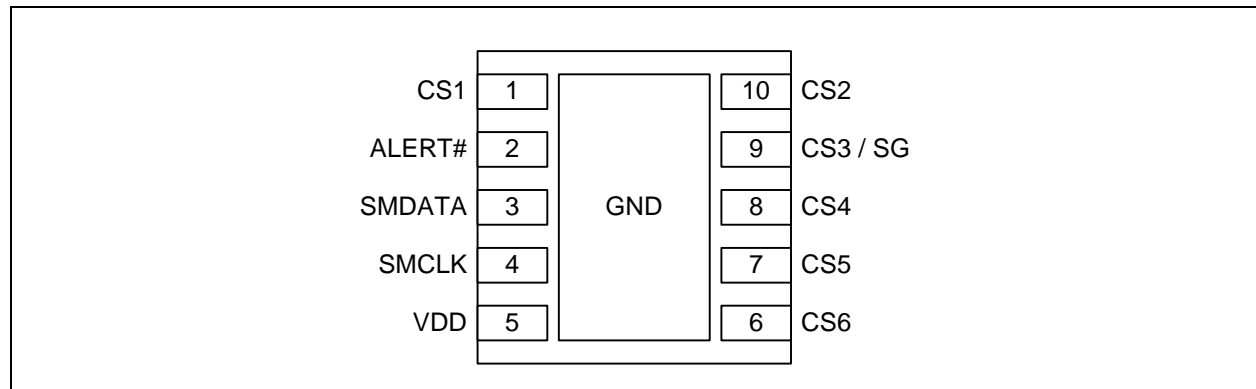 CS1 1 10 CS2
ALERT# 2 9 CS3 / SG
SMDATA 3 GND 8 CS4
SMCLK 4 7 CS5
VDD 5 6 CS6